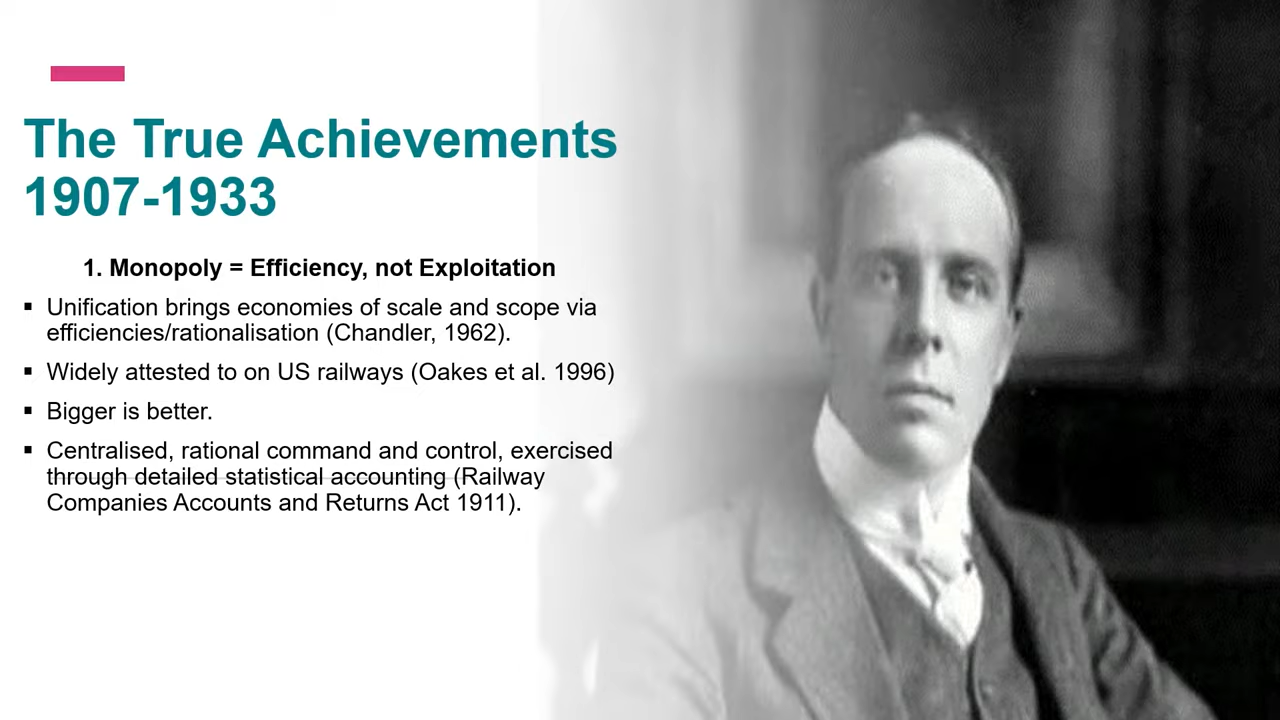 The True Achievements
1907-1933
1. Monopoly = Efficiency, not Exploitation
▪ Unification brings economies of scale and scope via
efficiencies/rationalisation (Chandler, 1962).
▪ Widely attested to on US railways (Oakes et al. 1996)
▪ Bigger is better.
▪ Centralised, rational command and control, exercised
through detailed statistical accounting (Railway
Companies Accounts and Returns Act 1911).